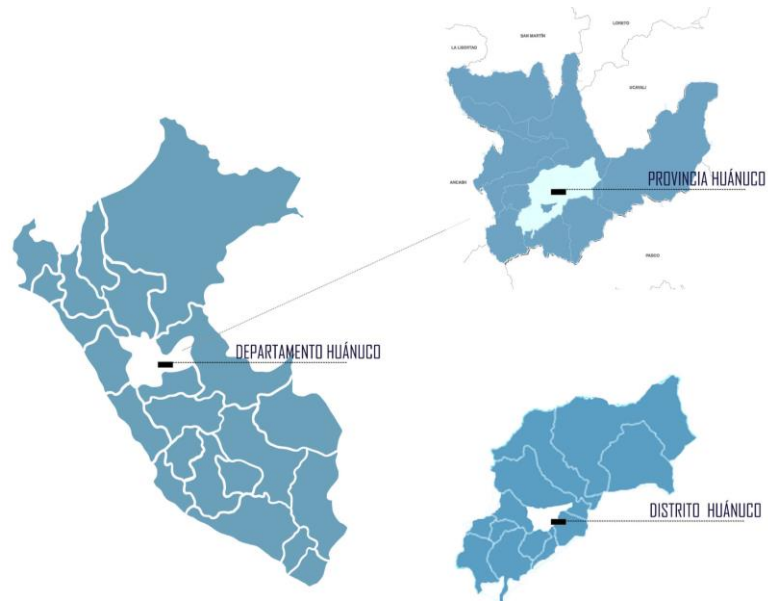 LORETO
SAN MARTÍN
LA LIBERTAD
UCAYALI
ANCASH
PROVINCIA HUÁNUCO
PASCO
DEPARTAMENTO HUÁNUCO
DISTRITO HUÁNUCO